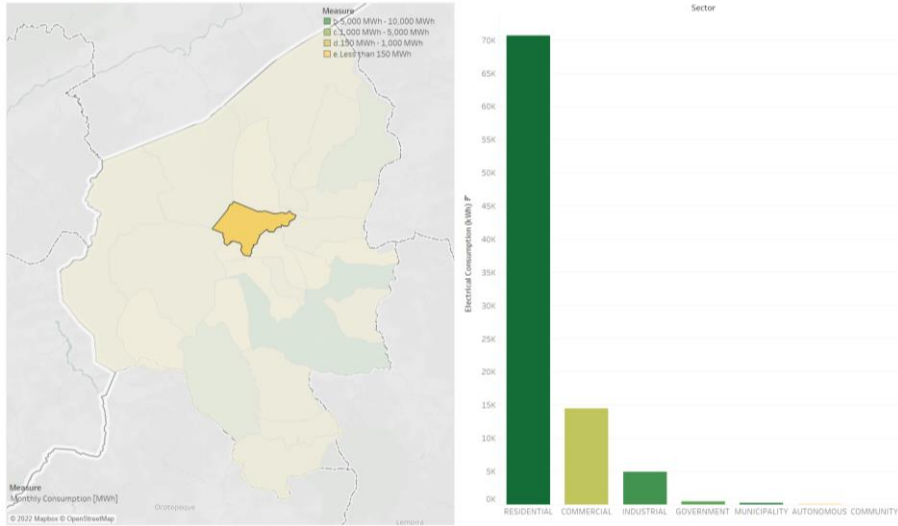 Measure
b.5,000 MWh - 10,000 MWh
c.1,000 MWh - 5,000 MWh
d.150 MWh - 1,000 MWh
e.Less than 150 MWh
Measure
Monthly Consumption [MWh]
Ocotepeque
Lempira
© 2022 Mapbox © OpenStreetMap
Sector
Electrical Consumption (kWh)
70K
65K
60K
55K
50K
45K
40K
35K
30K
25K
20K
15K
10K
5K
0K
RESIDENTIAL COMMERCIAL INDUSTRIAL GOVERNMENT MUNICIPALITY AUTONOMOUS COMMUNITY